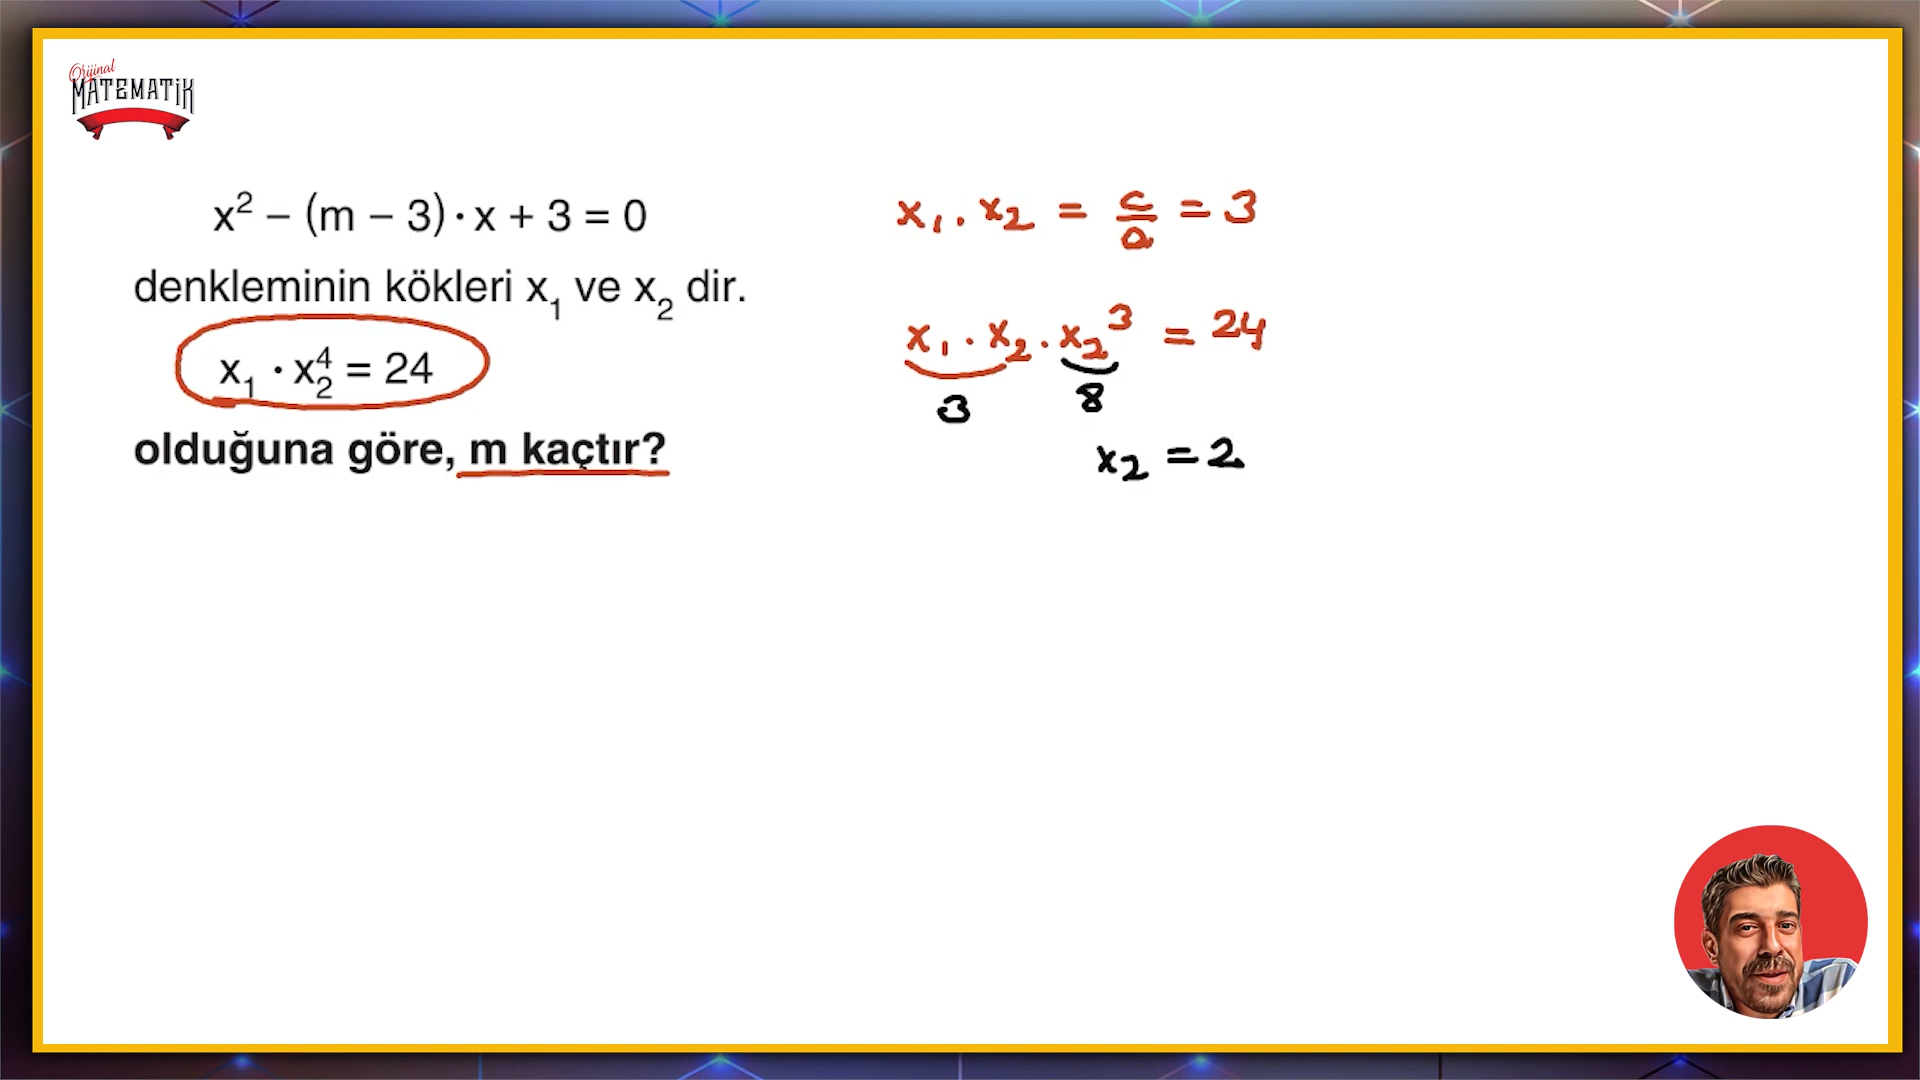 Orijinal
MATEMATİK
x² – (m – 3) · x + 3 = 0
denkleminin kökleri x₁ ve x₂ dir.
x₁ · x₂⁴ = 24
olduğuna göre, m kaçtır?
x₁ . x₂ = c/a = 3
x₁ . x₂ . x₂³ = 24
3 8
x₂ = 2